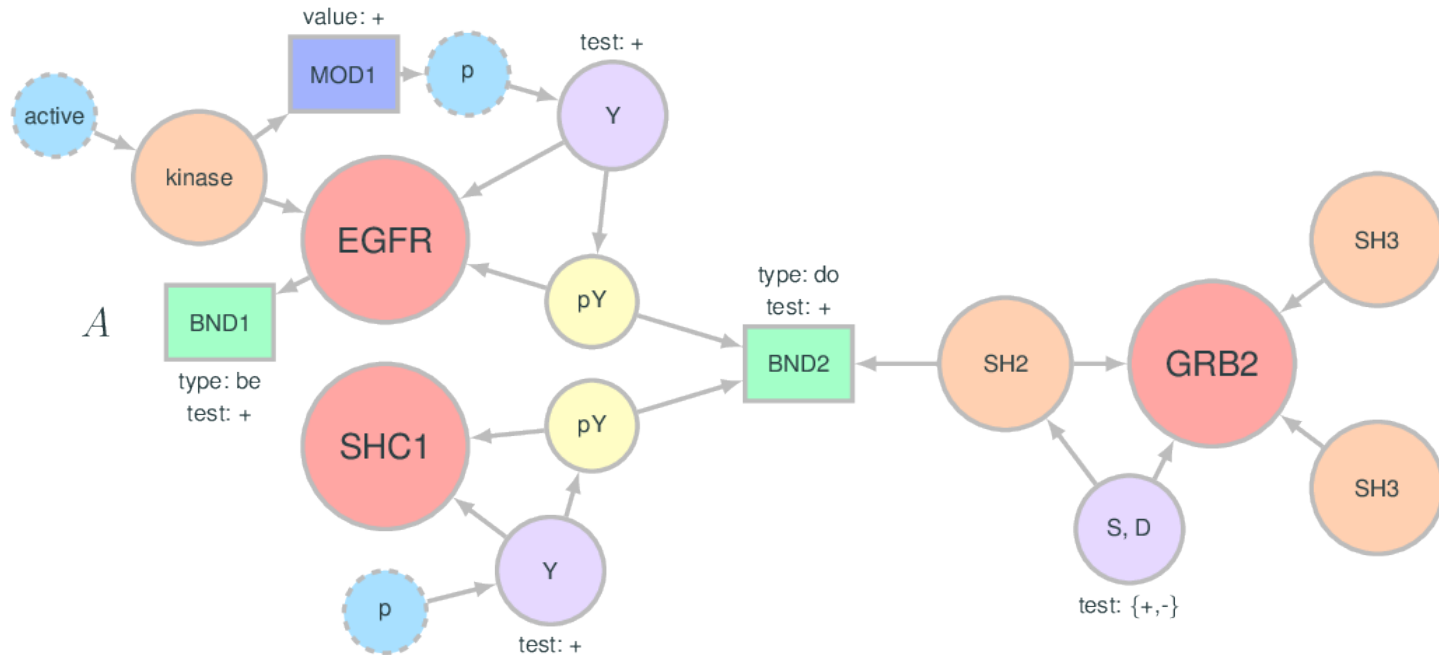 value: +
test: +
MOD1
p
active
Y
kinase
EGFR
SH3
type: do
test: +
pY
A
BND1
BND2
SH2
GRB2
type: be
test: +
pY
SHC1
SH3
S, D
Y
p
test: {+,-}
test: +